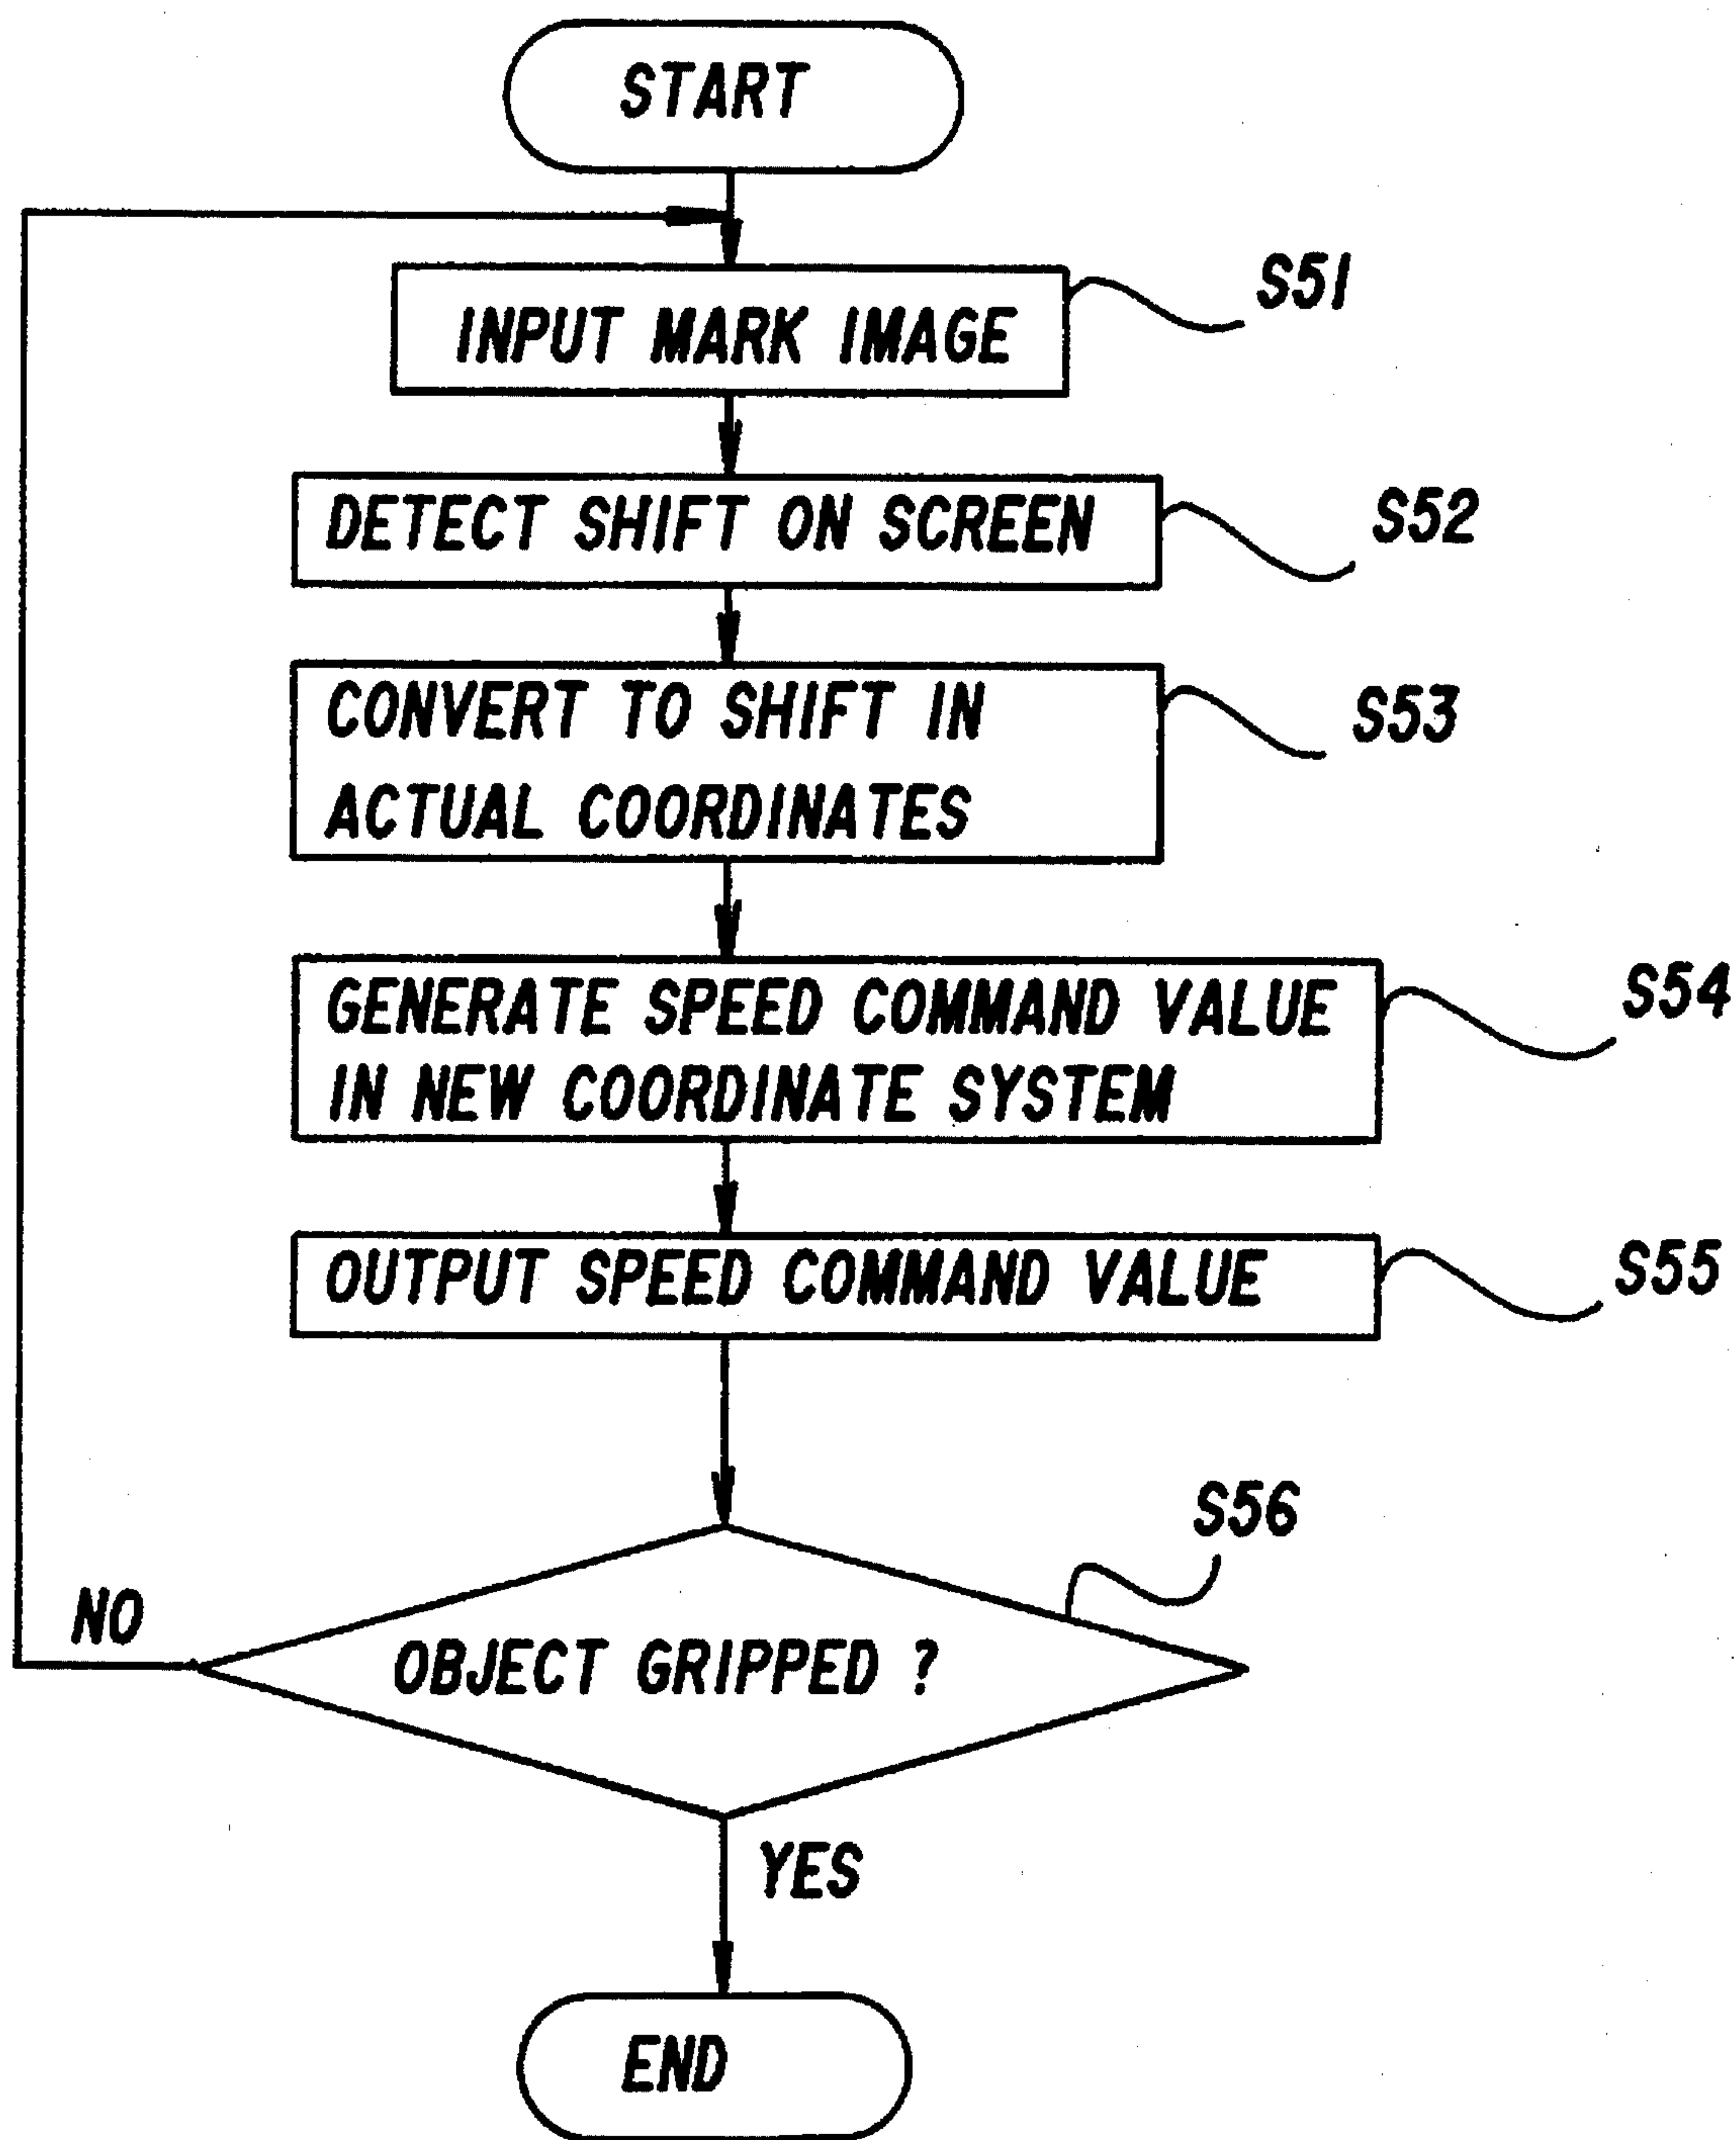 START
INPUT MARK IMAGE
S51
DETECT SHIFT ON SCREEN
S52
CONVERT TO SHIFT IN
ACTUAL COORDINATES
S53
GENERATE SPEED COMMAND VALUE
IN NEW COORDINATE SYSTEM
S54
OUTPUT SPEED COMMAND VALUE
S55
S56
OBJECT GRIPPED ?
NO
YES
END